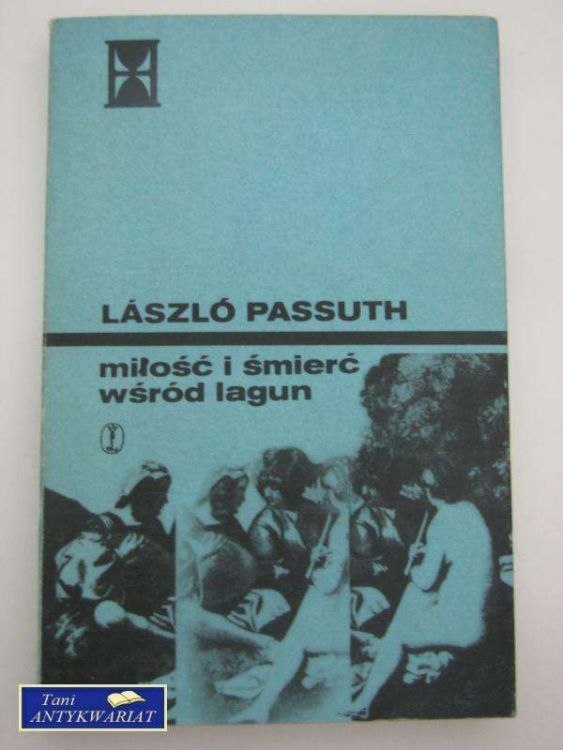 LÁSZLÓ PASSUTH
miłość i śmierć
wśród lagun
Tani
ANTYKWARIAT